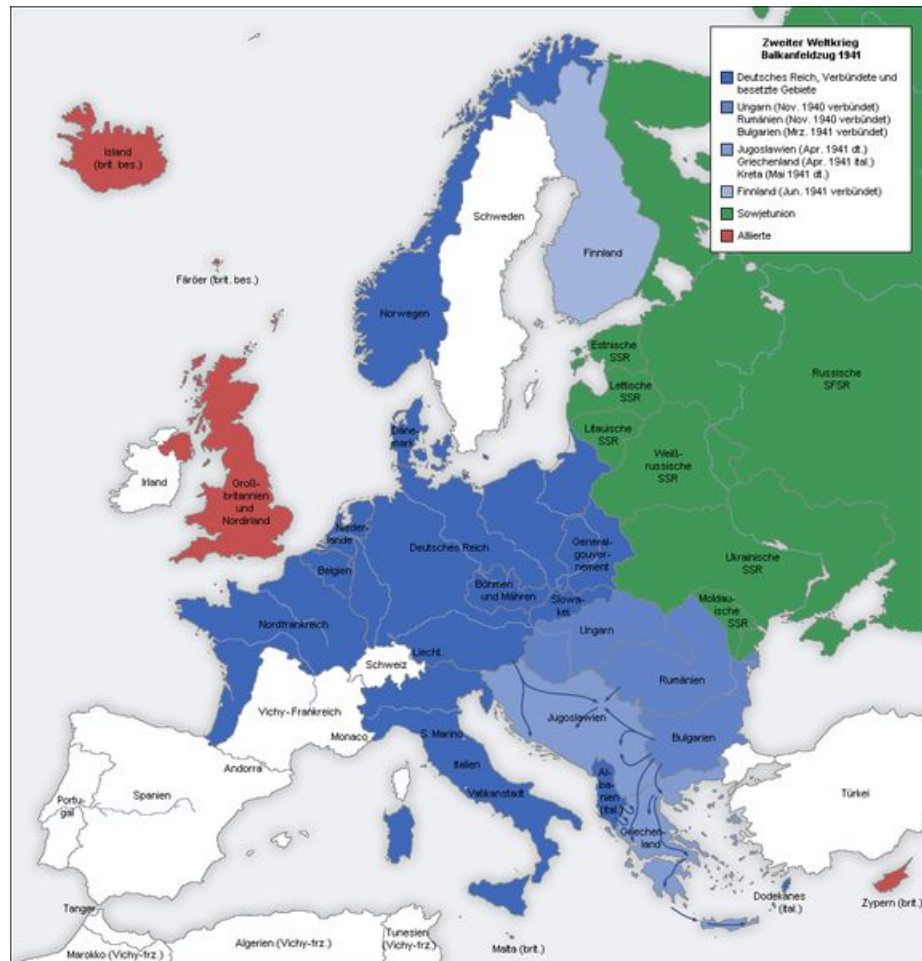 Zweiter Weltkrieg
Balkanfeldzug 1941
Deutsches Reich, Verbündete und
besetzte Gebiete
Ungarn (Nov. 1940 verbündet)
Rumänien (Nov. 1940 verbündet)
Bulgarien (Mrz. 1941 verbündet)
Jugoslawien (Apr. 1941 dt.)
Griechenland (Apr. 1941 ital.)
Kreta (Mai 1941 dt.)
Finnland (Jun. 1941 verbündet)
Sowjetunion
Alliierte
Island
(brit. bes.)
Schweden
Finnland
Färöer (brit. bes.)
Norwegen
Estnische
SSR
Russische
SFSR
Lettische
SSR
Litauische
SSR
Däne-
mark
Weiß-
russische
SSR
Irland
Groß-
britannien
und
Nordirland
Nieder-
lande
Deutsches Reich
General-
gouver-
nement
Belgien
Ukrainische
SSR
Böhmen
und Mähren
Slowa-
kei
Moldau-
ische
SSR
Nordfrankreich
Ungarn
Liecht.
Schweiz
Rumänien
Vichy-Frankreich
Jugoslawien
Monaco
S. Marino
Bulgarien
Andorra
Italien
Spanien
Portu-
gal
Vatikanstadt
Al-
ba-
nien
(ital.)
Türkei
Griechen-
land
Dodekanes
(ital.)
Zypern (brit.)
Tanger
Marokko (Vichy-frz.)
Algerien (Vichy-frz.)
Tunesien
(Vichy-frz.)
Malta (brit.)